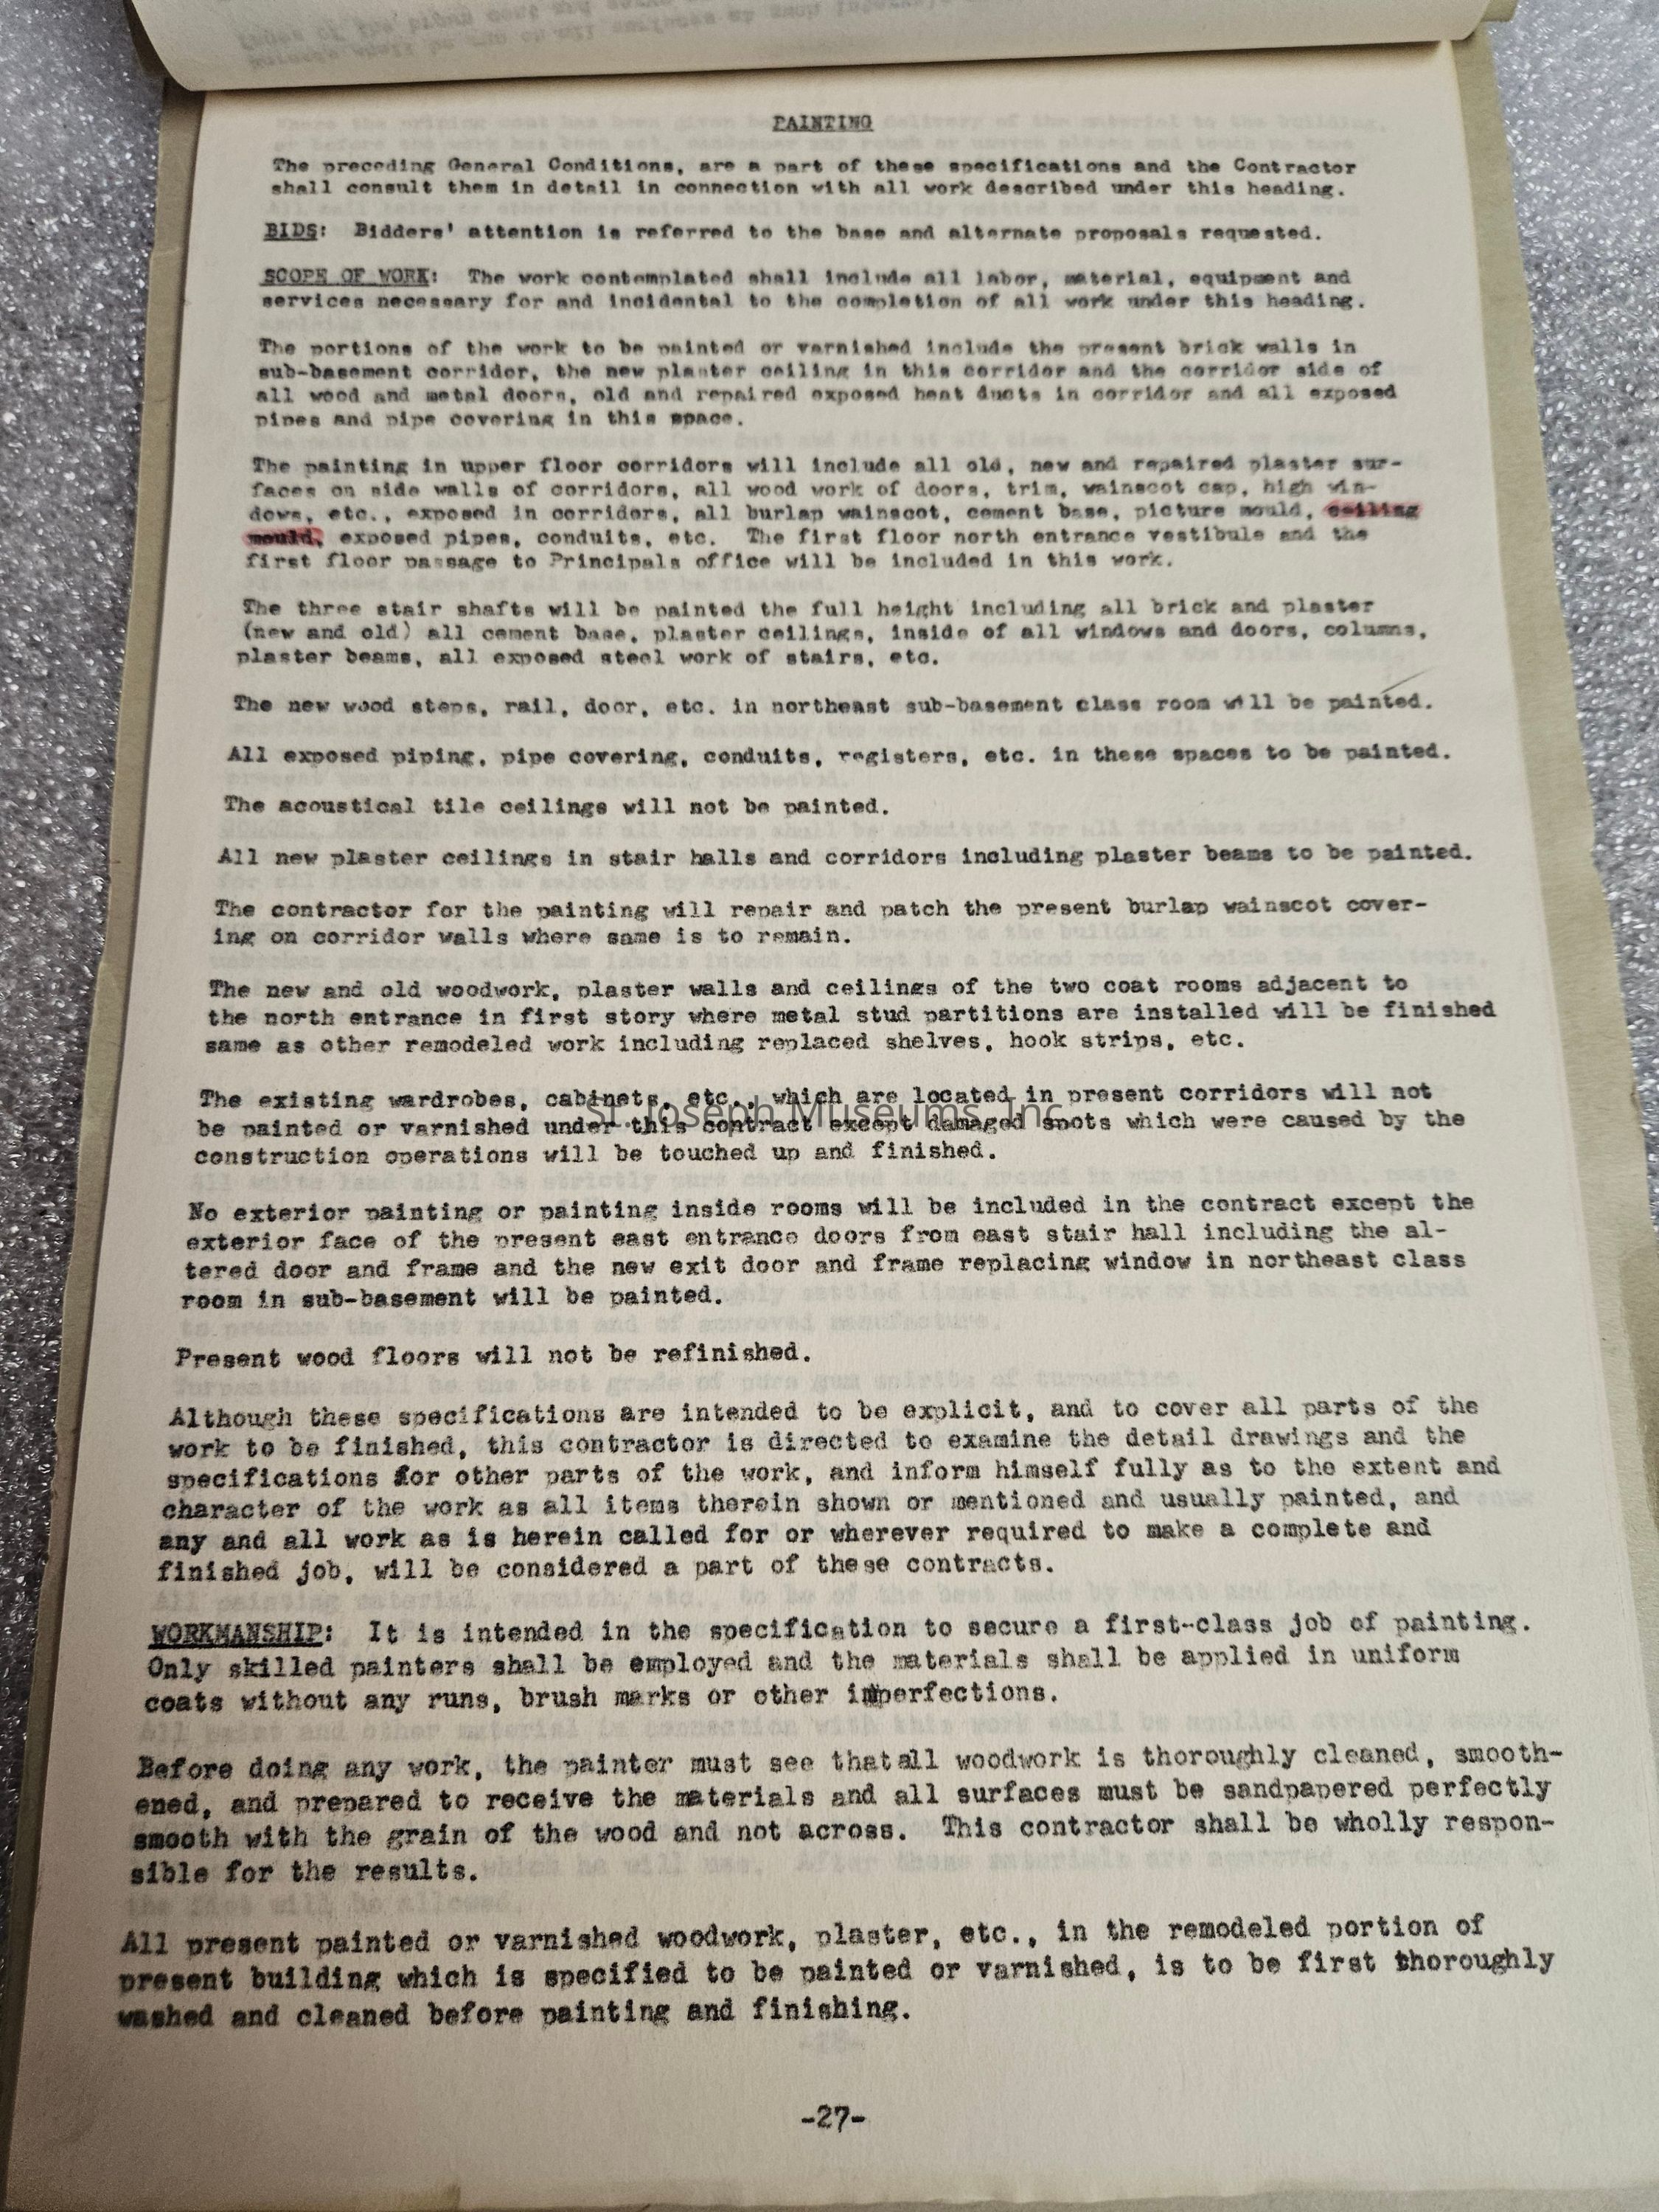 PAINTING
The preceding General Conditions, are a part of these specifications and the Contractor
shall consult them in detail in connection with all work described under this heading.
BIDS: Bidders' attention is referred to the base and alternate proposals requested.
SCOPE OF WORK: The work contemplated shall include all labor, material, equipment and
services necessary for and incidental to the completion of all work under this heading.
The portions of the work to be painted or varnished include the present brick walls in
sub-basement corridor, the new plaster ceiling in this corridor and the corridor side of
all wood and metal doors, old and repaired exposed heat ducts in corridor and all exposed
pipes and pipe covering in this space.
The painting in upper floor corridors will include all old, new and repaired plaster sur-
faces on side walls of corridors, all wood work of doors, trim, wainscot cap, high win-
dows, etc., exposed in corridors, all burlap wainscot, cement base, picture mould, ceiling
mould, exposed pipes, conduits, etc. The first floor north entrance vestibule and the
first floor passage to Principals office will be included in this work.
The three stair shafts will be painted the full height including all brick and plaster
(new and old) all cement base, plaster ceilings, inside of all windows and doors, columns,
plaster beams, all exposed steel work of stairs, etc.
The new wood steps, rail, door, etc. in northeast sub-basement class room will be painted.
All exposed piping, pipe covering, conduits, registers, etc. in these spaces to be painted.
The acoustical tile ceilings will not be painted.
All new plaster ceilings in stair halls and corridors including plaster beams to be painted.
The contractor for the painting will repair and patch the present burlap wainscot cover-
ing on corridor walls where same is to remain.
The new and old woodwork, plaster walls and ceilings of the two coat rooms adjacent to
the north entrance in first story where metal stud partitions are installed will be finished
same as other remodeled work including replaced shelves, hook strips, etc.
The existing wardrobes, cabinets, etc., which are located in present corridors will not
St. Joseph Museums, Inc.
be painted or varnished under this contract except damaged spots which were caused by the
construction operations will be touched up and finished.
No exterior painting or painting inside rooms will be included in the contract except the
exterior face of the present east entrance doors from east stair hall including the al-
tered door and frame and the new exit door and frame replacing window in northeast class
room in sub-basement will be painted.
Present wood floors will not be refinished.
Although these specifications are intended to be explicit, and to cover all parts of the
work to be finished, this contractor is directed to examine the detail drawings and the
specifications for other parts of the work, and inform himself fully as to the extent and
character of the work as all items therein shown or mentioned and usually painted, and
any and all work as is herein called for or wherever required to make a complete and
finished job, will be considered a part of these contracts.
WORKMANSHIP: It is intended in the specification to secure a first-class job of painting.
Only skilled painters shall be employed and the materials shall be applied in uniform
coats without any runs, brush marks or other imperfections.
Before doing any work, the painter must see thatall woodwork is thoroughly cleaned, smooth-
ened, and prepared to receive the materials and all surfaces must be sandpapered perfectly
smooth with the grain of the wood and not across. This contractor shall be wholly respon-
sible for the results.
All present painted or varnished woodwork, plaster, etc., in the remodeled portion of
present building which is specified to be painted or varnished, is to be first thoroughly
washed and cleaned before painting and finishing.
-27-